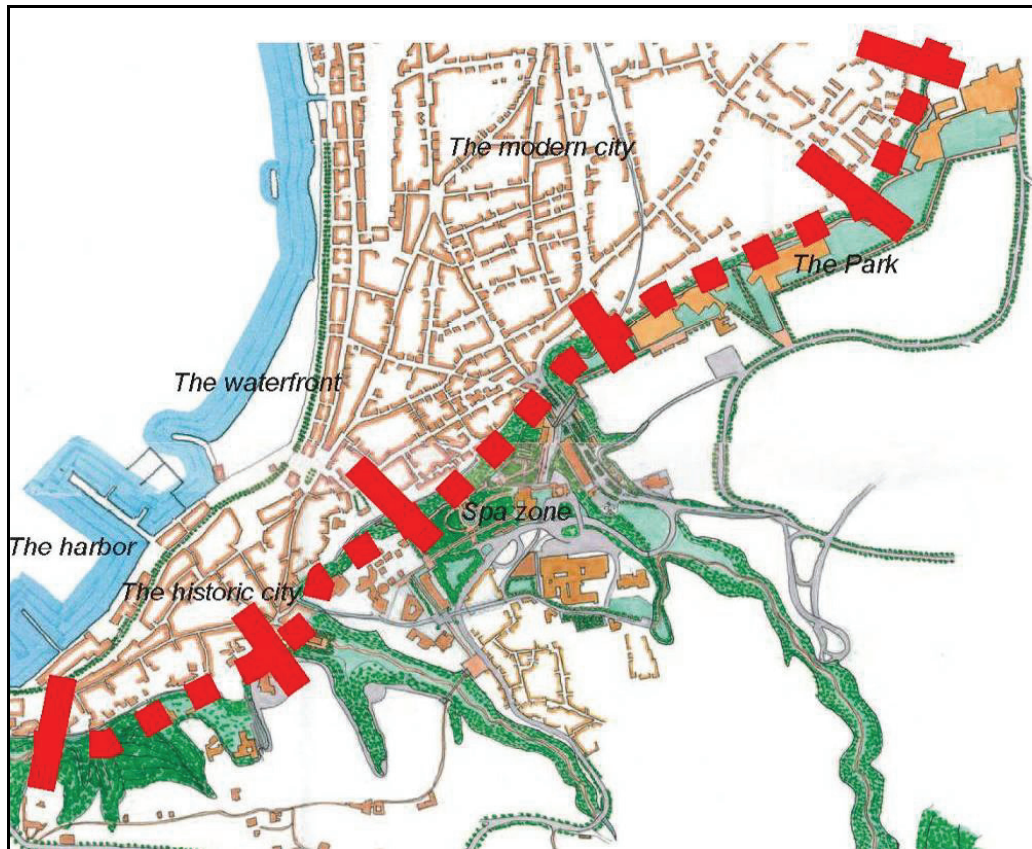 The modern city
The Park
The waterfront
Spa zone
The harbor
The historic city